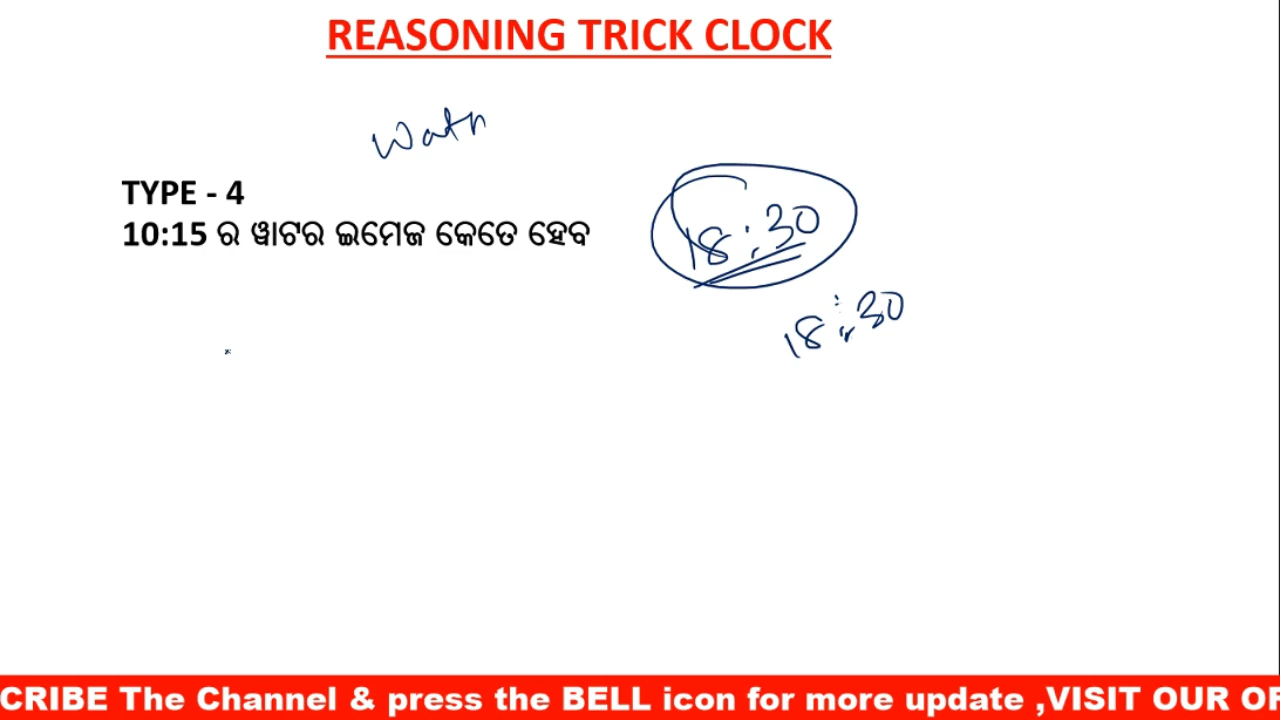 REASONING TRICK CLOCK
Watr
TYPE - 4
10:15 ର ୱାଟର ଇମେଜ କେତେ ହେବ
18:30
18:30
CRIBE The Channel & press the BELL icon for more update ,VISIT OUR OF